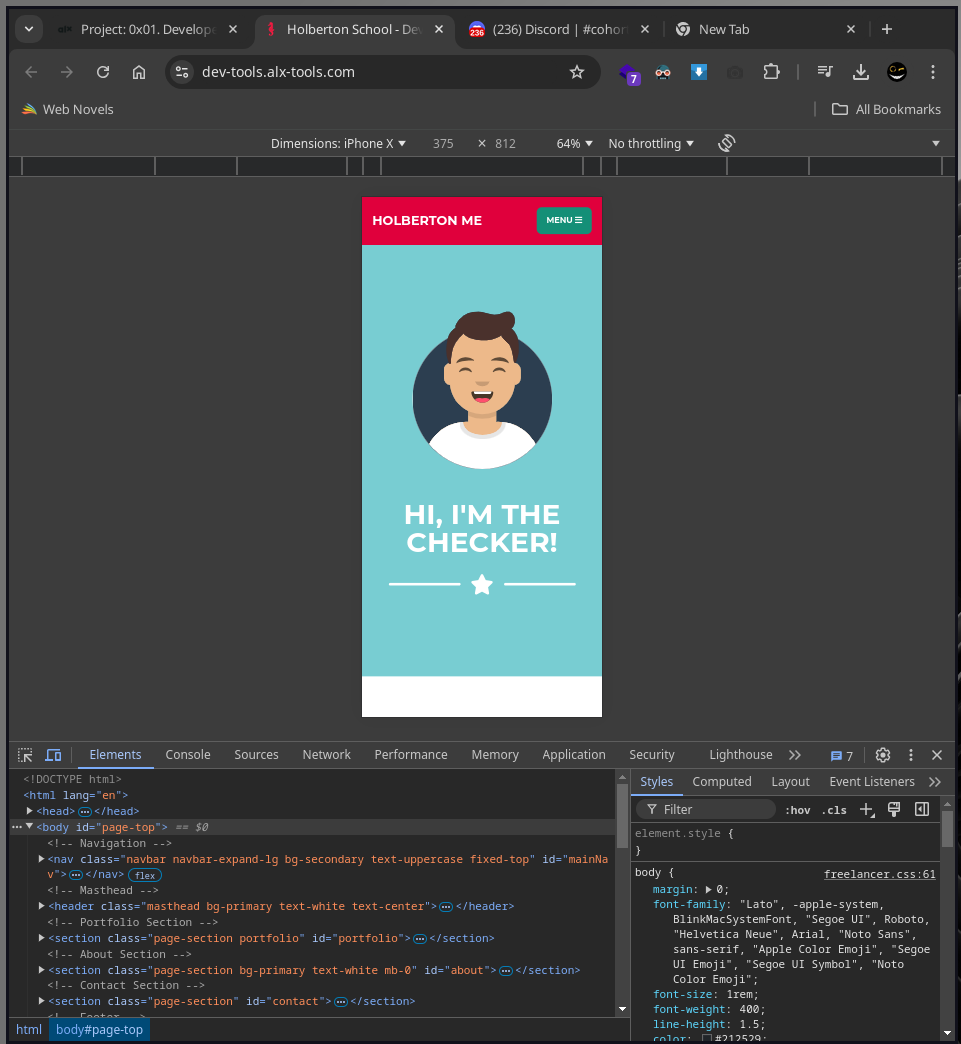 Project: 0x01. Develope
Holberton School - De
236
(236) Discord | #cohor
New Tab
dev-tools.alx-tools.com
7
Web Novels
All Bookmarks
Dimensions: iPhone X
375 × 812
64%
No throttling
HOLBERTON ME
MENU
HI, I'M THE
CHECKER!
Elements Console Sources Network Performance Memory Application Security Lighthouse 7
<!DOCTYPE html>
<html lang="en">
<head> ⋯ </head>
⋯ <body id="page-top"> == $0
<!-- Navigation -->
<nav class="navbar navbar-expand-lg bg-secondary text-uppercase fixed-top" id="mainNa
v"> ⋯ </nav> flex
<!-- Masthead -->
<header class="masthead bg-primary text-white text-center"> ⋯ </header>
<!-- Portfolio Section -->
<section class="page-section portfolio" id="portfolio"> ⋯ </section>
<!-- About Section -->
<section class="page-section bg-primary text-white mb-0" id="about"> ⋯ </section>
<!-- Contact Section -->
<section class="page-section" id="contact"> ⋯ </section>
<!-- Footer -->
html body#page-top
Styles Computed Layout Event Listeners
Filter :hov .cls
element.style {
}
body { freelancer.css:61
margin: 0;
font-family: "Lato", -apple-system,
BlinkMacSystemFont, "Segoe UI", Roboto,
"Helvetica Neue", Arial, "Noto Sans",
sans-serif, "Apple Color Emoji", "Segoe
UI Emoji", "Segoe UI Symbol", "Noto
Color Emoji";
font-size: 1rem;
font-weight: 400;
line-height: 1.5;
color: #212529;